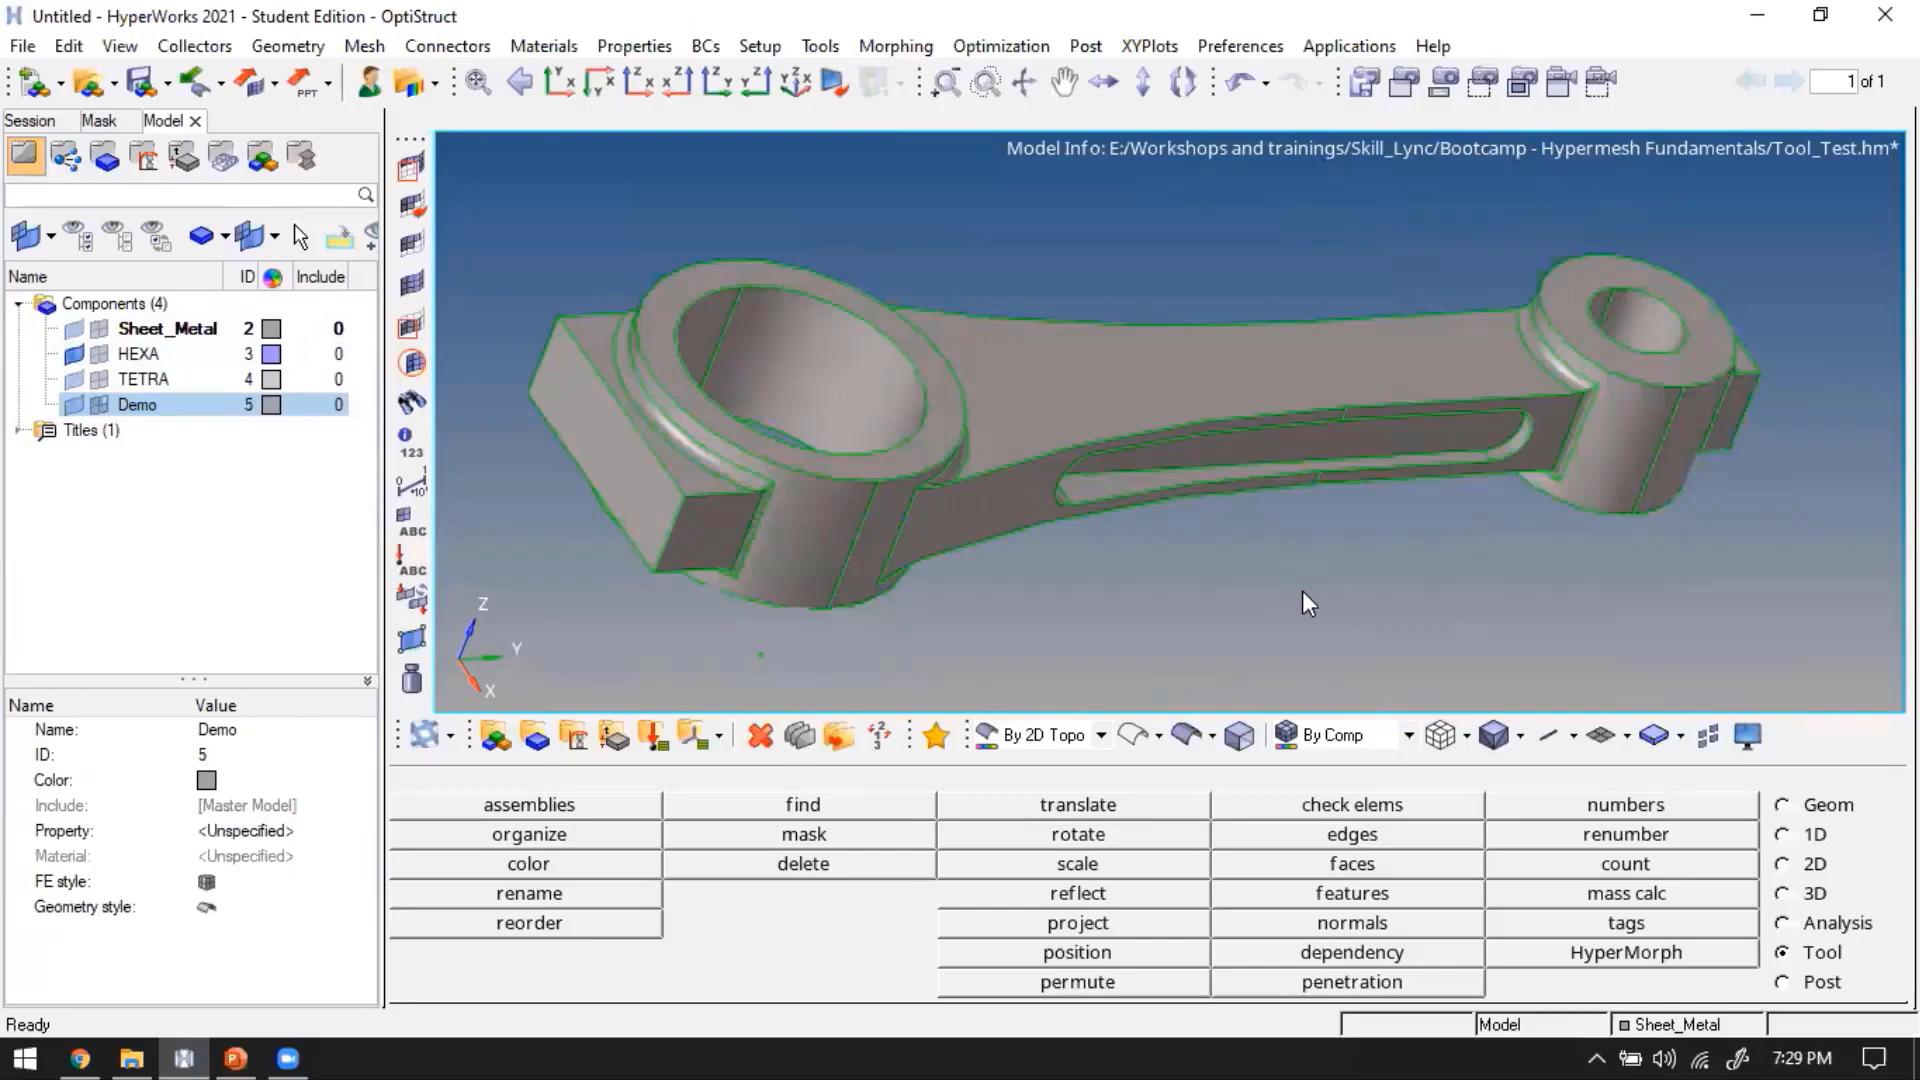 Untitled - HyperWorks 2021 - Student Edition - OptiStruct
File Edit View Collectors Geometry Mesh Connectors Materials Properties BCs Setup Tools Morphing Optimization Post XYPlots Preferences Applications Help
PPT
1 of 1
Session Mask Model
Model Info: E:/Workshops and trainings/Skill_Lync/Bootcamp - Hypermesh Fundamentals/Tool_Test.hm*
Name ID Include
Components (4)
Sheet_Metal 2 0
HEXA 3 0
TETRA 4 0
Demo 5 0
Titles (1)
123
ABC
ABC
Z
Y
X
Name Value
Name: Demo
ID: 5
Color:
Include: [Master Model]
Property: <Unspecified>
Material: <Unspecified>
FE style:
Geometry style:
By 2D Topo By Comp
assemblies find translate check elems numbers Geom
organize mask rotate edges renumber 1D
color delete scale faces count 2D
rename reflect features mass calc 3D
reorder project normals tags Analysis
position dependency HyperMorph Tool
permute penetration Post
Ready Model Sheet_Metal
7:29 PM